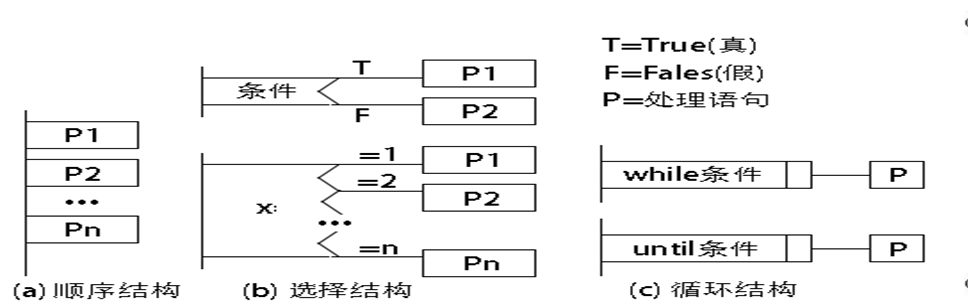 P1
P2
•••
Pn
(a)顺序结构
条件
T
P1
F
P2
x:
=1
P1
=2
P2
•••
=n
Pn
(b) 选择结构
T=True(真)
F=Fales(假)
P=处理语句
while条件
P
until条件
P
(c) 循环结构